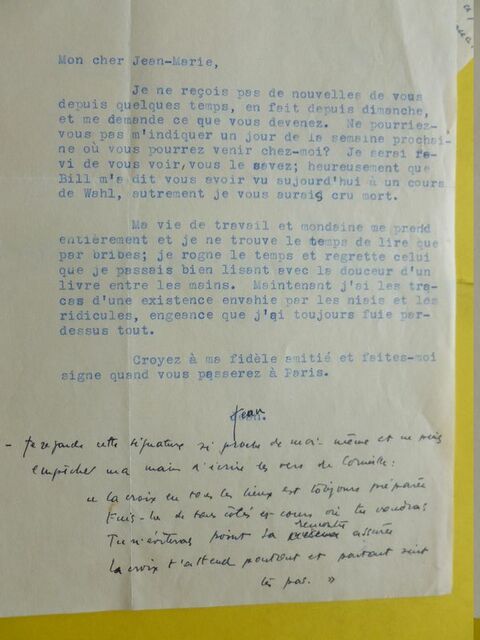 Mon cher Jean-Marie,
Je ne reçois pas de nouvelles de vous
depuis quelques temps, en fait depuis dimanche,
et me demande ce que vous devenez. Ne pourriez-
vous pas m'indiquer un jour de la semaine prochai-
ne où vous pourrez venir chez-moi? Je serai ra-
vi de vous voir,vous le savez; heureusement que
Bill m'a dit vous avoir vu aujourd'hui à un cours
de Wahl, autrement je vous aurais cru mort.
Ma vie de travail et mondaine me prend
entièrement et je ne trouve le temps de lire que
par bribes; je rogne le temps et regrette celui
que je passais bien lisant avec la douceur d'un
livre entre les mains. Maintenant j'ai les tra-
cas d'une existence envahie par les niais et les
ridicules, engeance que j'ai toujours fuie par-
dessus tout.
Croyez à ma fidèle amitié et faites-moi
signe quand vous passerez à Paris.
Jean.
Jean
- Je regarde cette signature si proche de moi-même et ne puis
empêcher ma main d'écrire les vers de Corneille:
" La croix en tous les lieux est toujours préparée
Fuis-la de tous côtés et cours où tu voudras
Tu n'éviteras point sa rencontre assurée
La croix t'attend partout et partout suit
tes pas. "